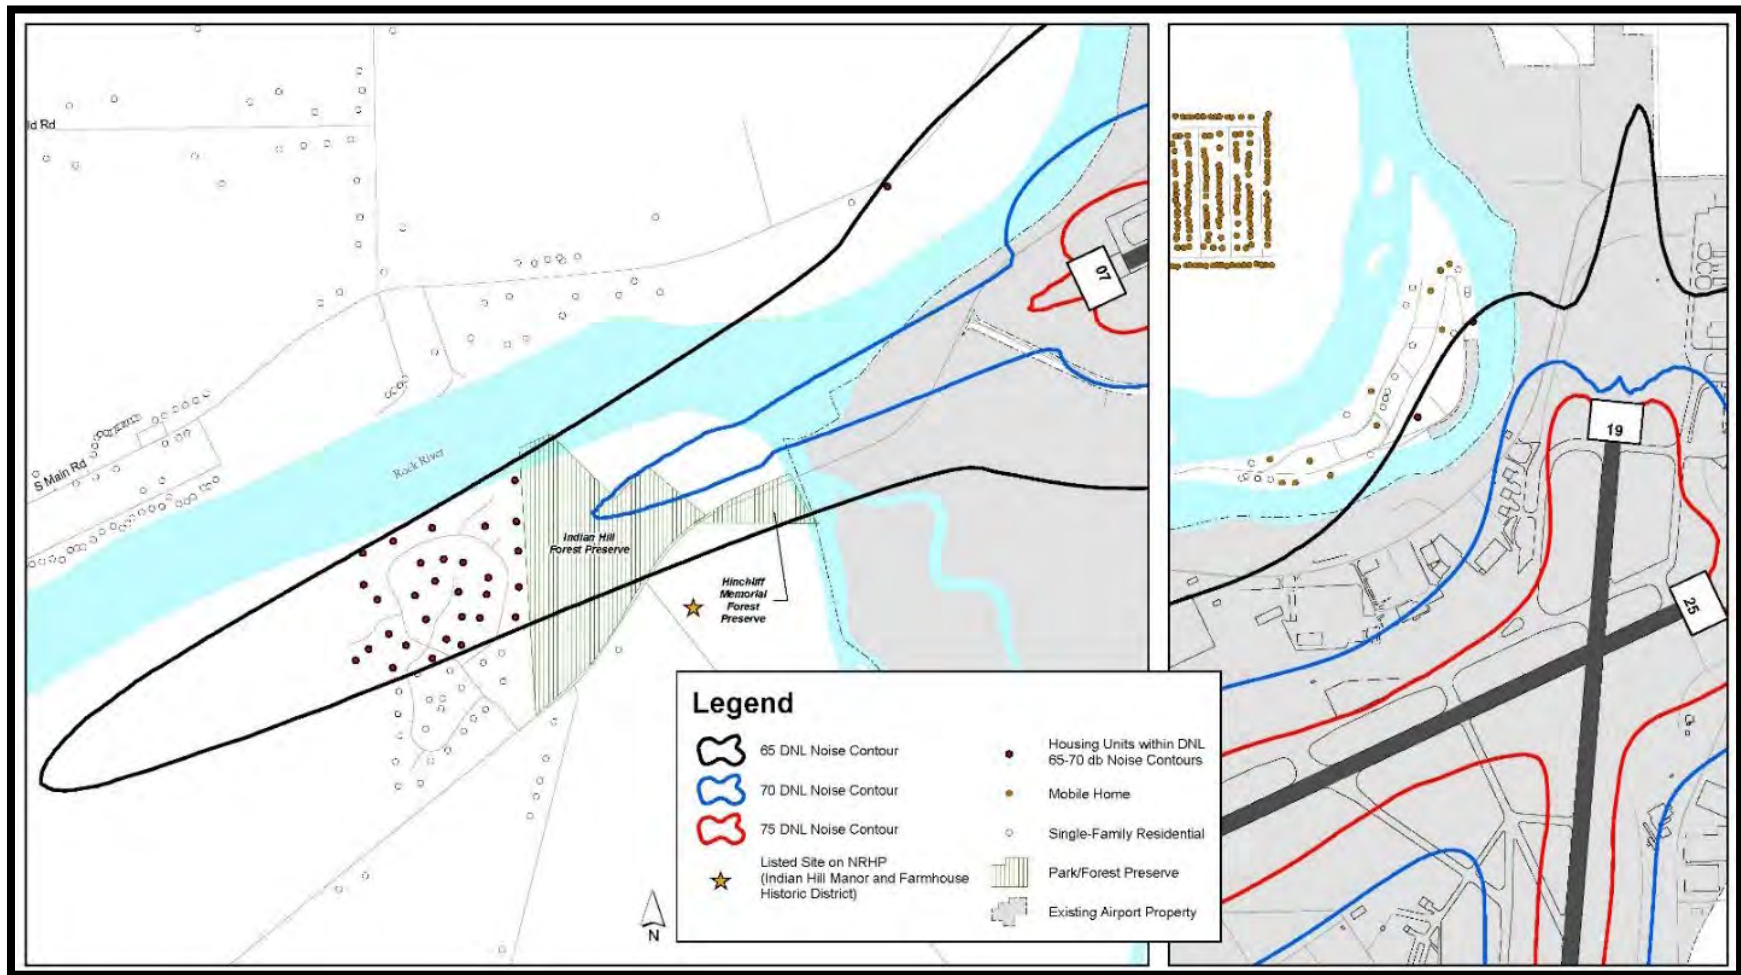 ld Rd
S Main Rd
Rock River
Indian Hill
Forest Preserve
Hinchliff
Memorial
Forest
Preserve
07
19
25
Legend
65 DNL Noise Contour
70 DNL Noise Contour
75 DNL Noise Contour
Listed Site on NRHP
(Indian Hill Manor and Farmhouse
Historic District)
Housing Units within DNL
65-70 db Noise Contours
Mobile Home
Single-Family Residential
Park/Forest Preserve
Existing Airport Property
N